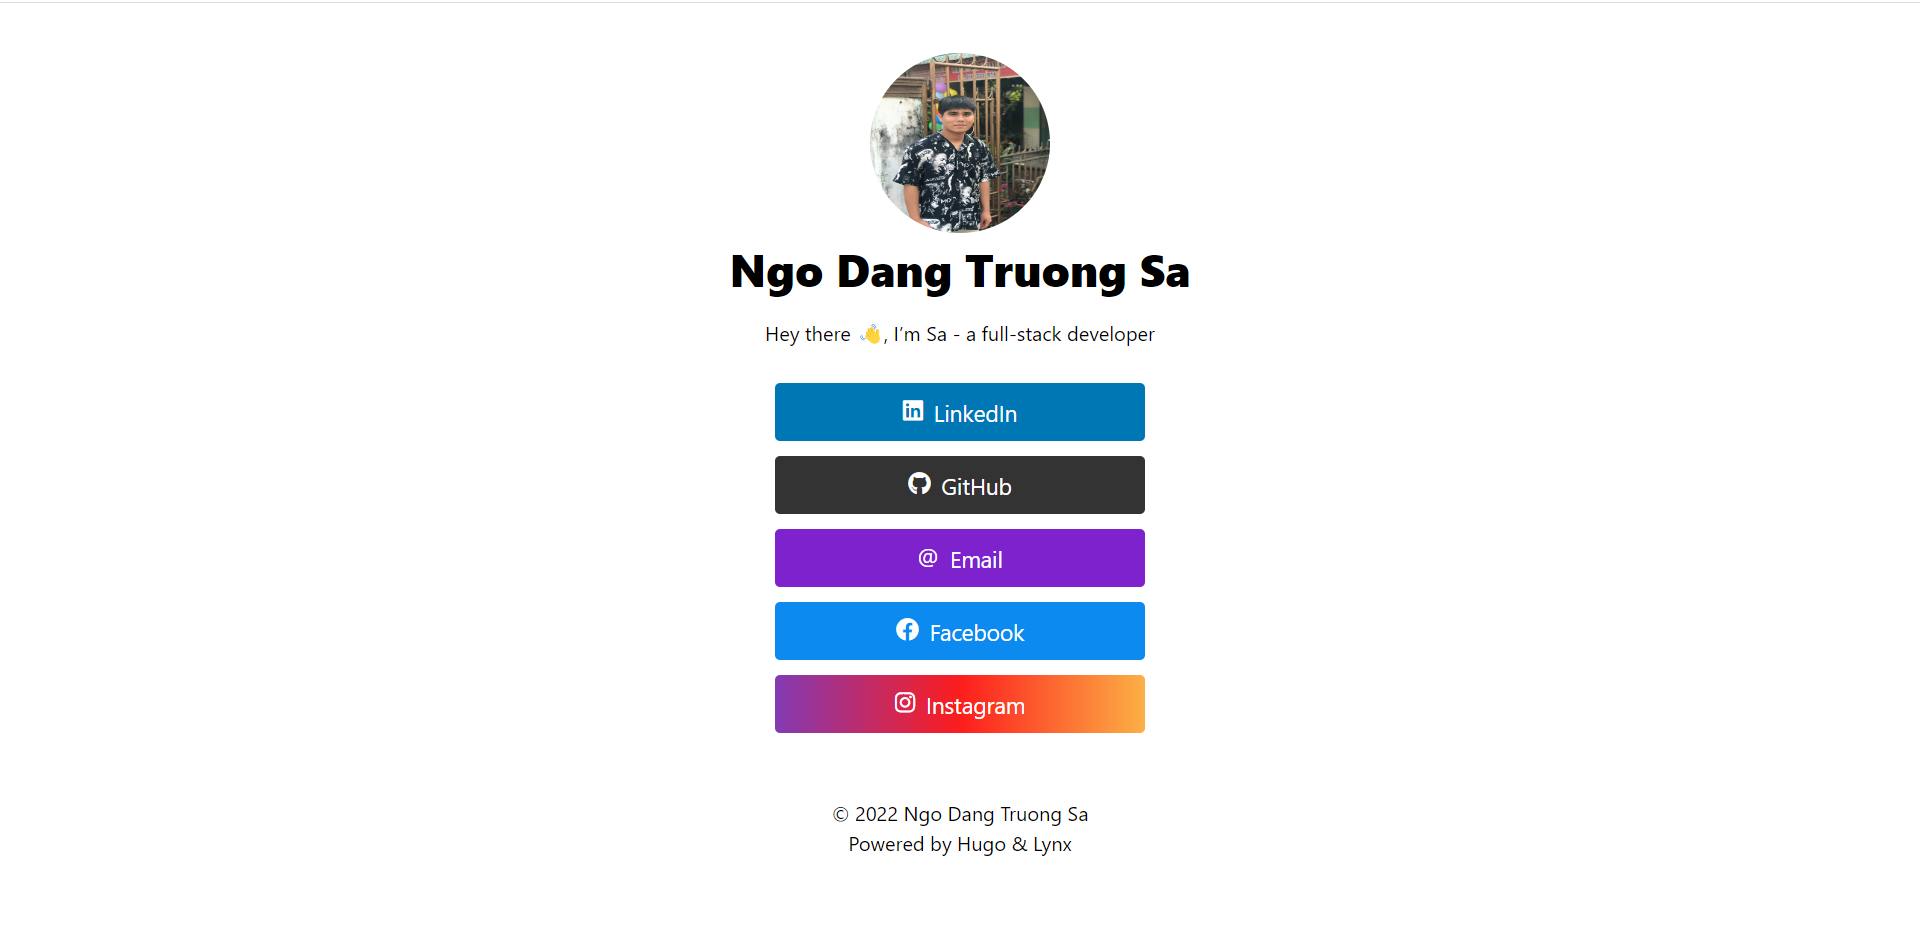 Ngo Dang Truong Sa
Hey there 👋, I’m Sa - a full-stack developer
LinkedIn
GitHub
@ Email
Facebook
Instagram
© 2022 Ngo Dang Truong Sa
Powered by Hugo & Lynx